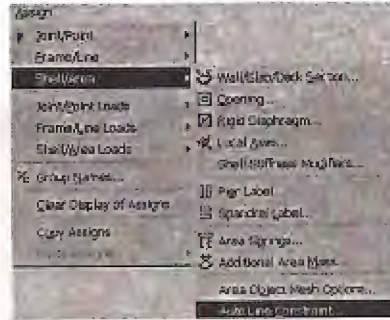 Assign
Joint/Point
Frame/Line
Shell/Area
Joint/Point Loads
Frame/Line Loads
Shell/Area Loads
Group Names...
Clear Display of Assigns
Copy Assigns
Wall/Slab/Deck Section...
Opening...
Rigid Diaphragm...
Local Axes...
Shell Stiffness Modifiers...
Pier Label...
Spandrel Label...
Area Springs...
Additional Area Mass...
Area Object Mesh Options...
Auto Line Constraint...